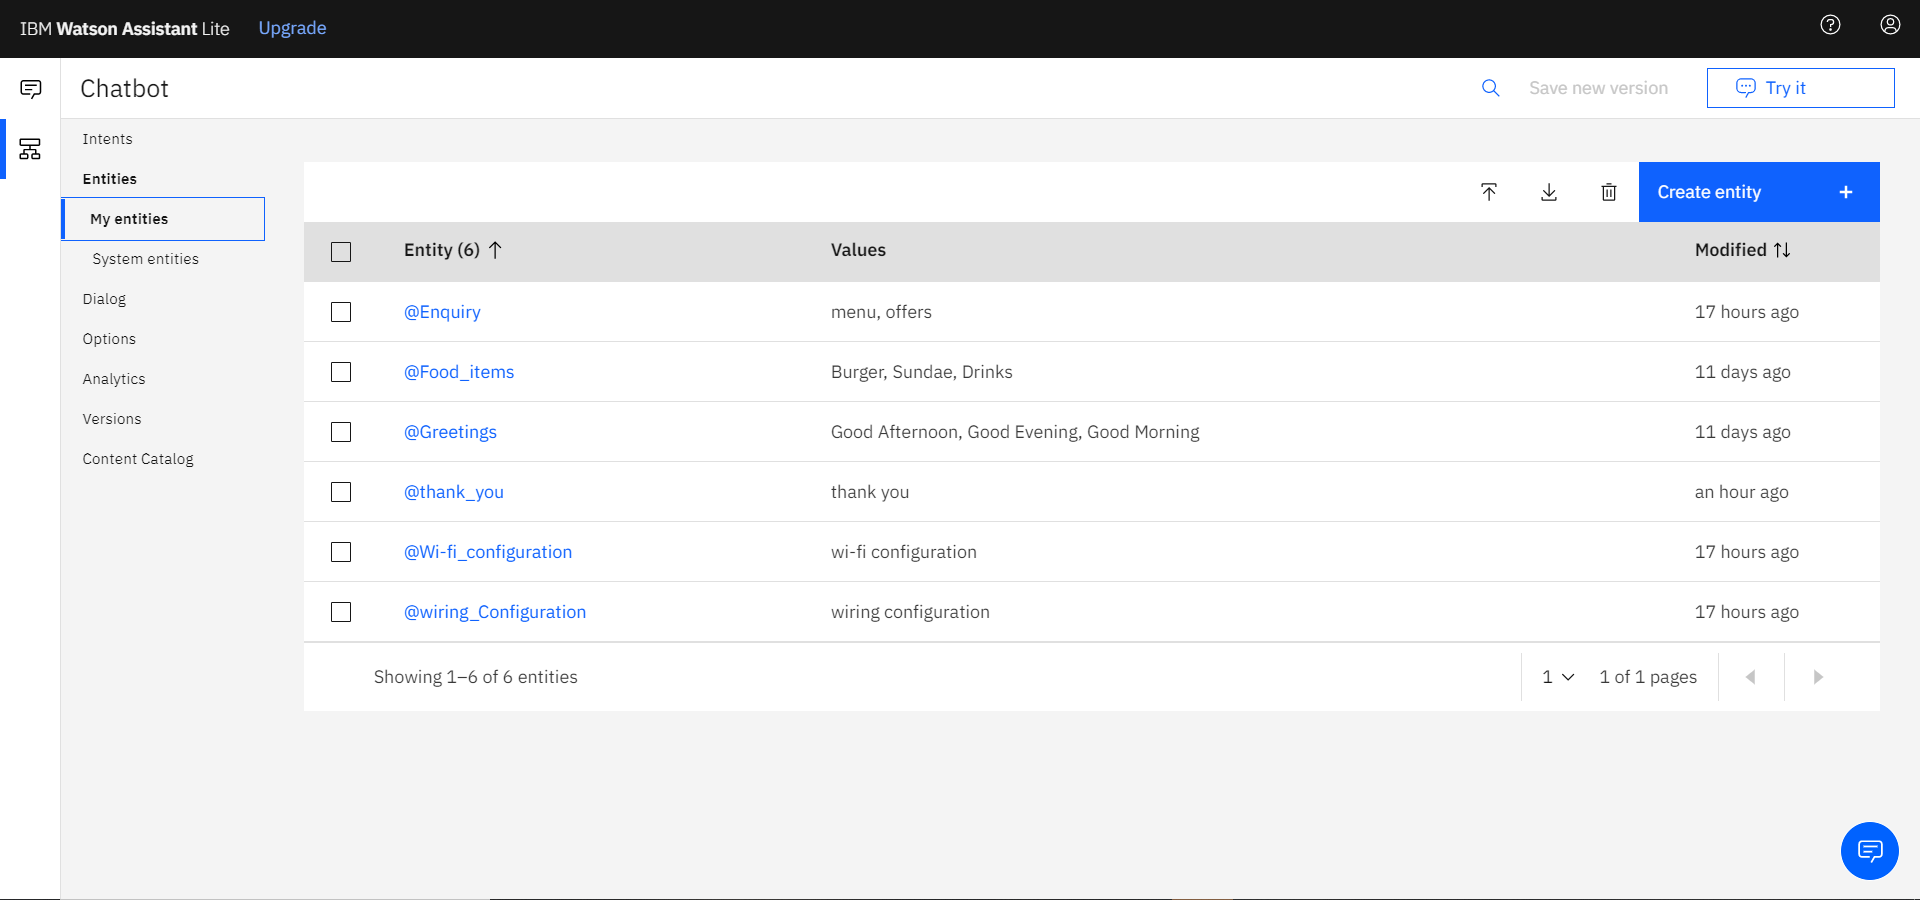 IBM Watson Assistant Lite Upgrade
Chatbot Save new version Try it
Intents
Entities
My entities
System entities
Dialog
Options
Analytics
Versions
Content Catalog
Create entity +
Entity (6) Values Modified
@Enquiry menu, offers 17 hours ago
@Food_items Burger, Sundae, Drinks 11 days ago
@Greetings Good Afternoon, Good Evening, Good Morning 11 days ago
@thank_you thank you an hour ago
@Wi-fi_configuration wi-fi configuration 17 hours ago
@wiring_Configuration wiring configuration 17 hours ago
Showing 1–6 of 6 entities 1 1 of 1 pages